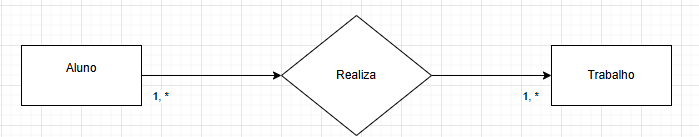 Aluno
Realiza
Trabalho
1, *
1, *